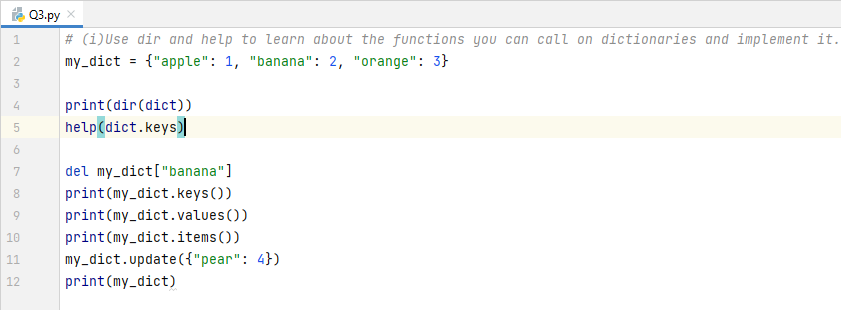 Q3.py
1 # (i)Use dir and help to learn about the functions you can call on dictionaries and implement it.
2 my_dict = {"apple": 1, "banana": 2, "orange": 3}
3
4 print(dir(dict))
5 help(dict.keys)
6
7 del my_dict["banana"]
8 print(my_dict.keys())
9 print(my_dict.values())
10 print(my_dict.items())
11 my_dict.update({"pear": 4})
12 print(my_dict)